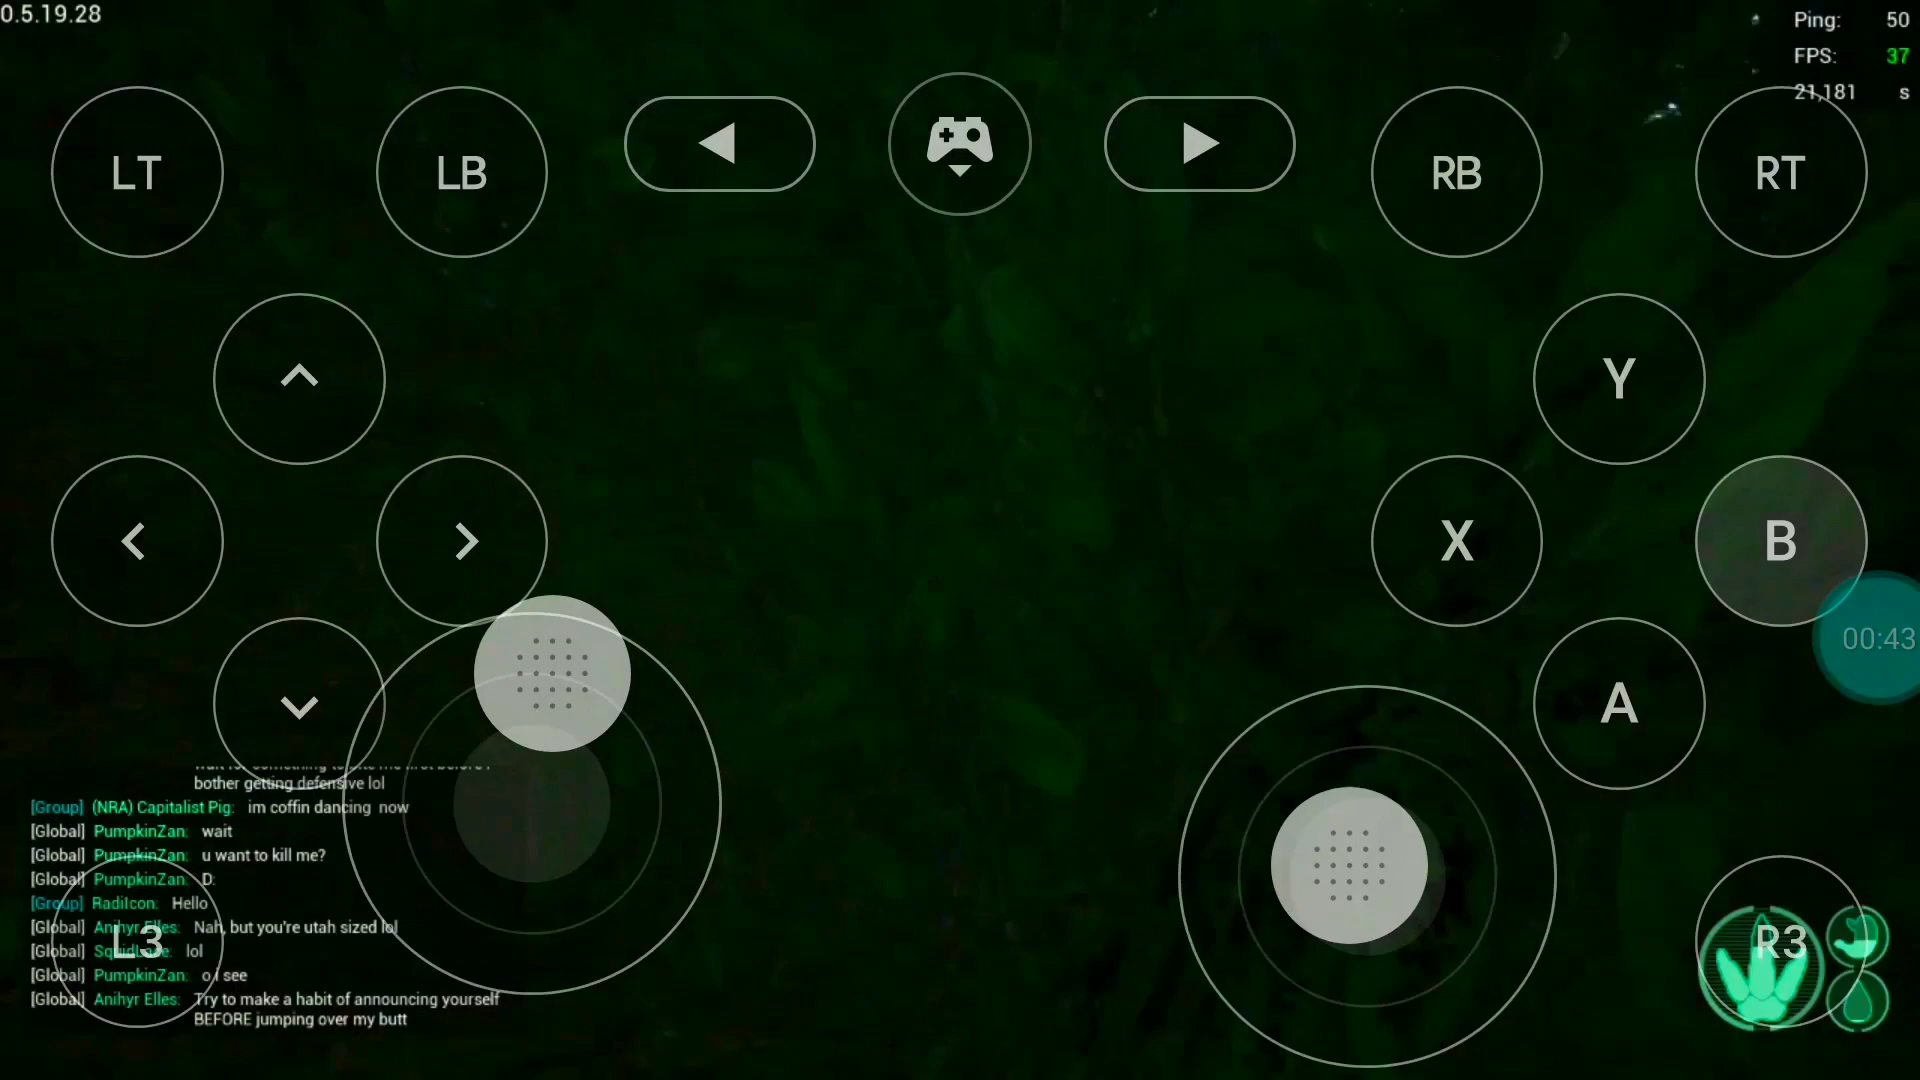 0.5.19.28
Ping: 50
FPS: 37
21,181 s
LT
LB
RB
RT
Y
X
B
00:43
A
bother getting defensive lol
[Group] (NRA) Capitalist Pig: im coffin dancing now
[Global] PumpkinZan: wait
[Global] PumpkinZan: u want to kill me?
[Global] PumpkinZan: D:
[Group] RadiIcon: Hello
[Global] Anihyr Elles: Nah, but you're utah sized lol
L3
R3
[Global] lol
[Global] PumpkinZan: o i see
[Global] Anihyr Elles: Try to make a habit of announcing yourself
BEFORE jumping over my butt